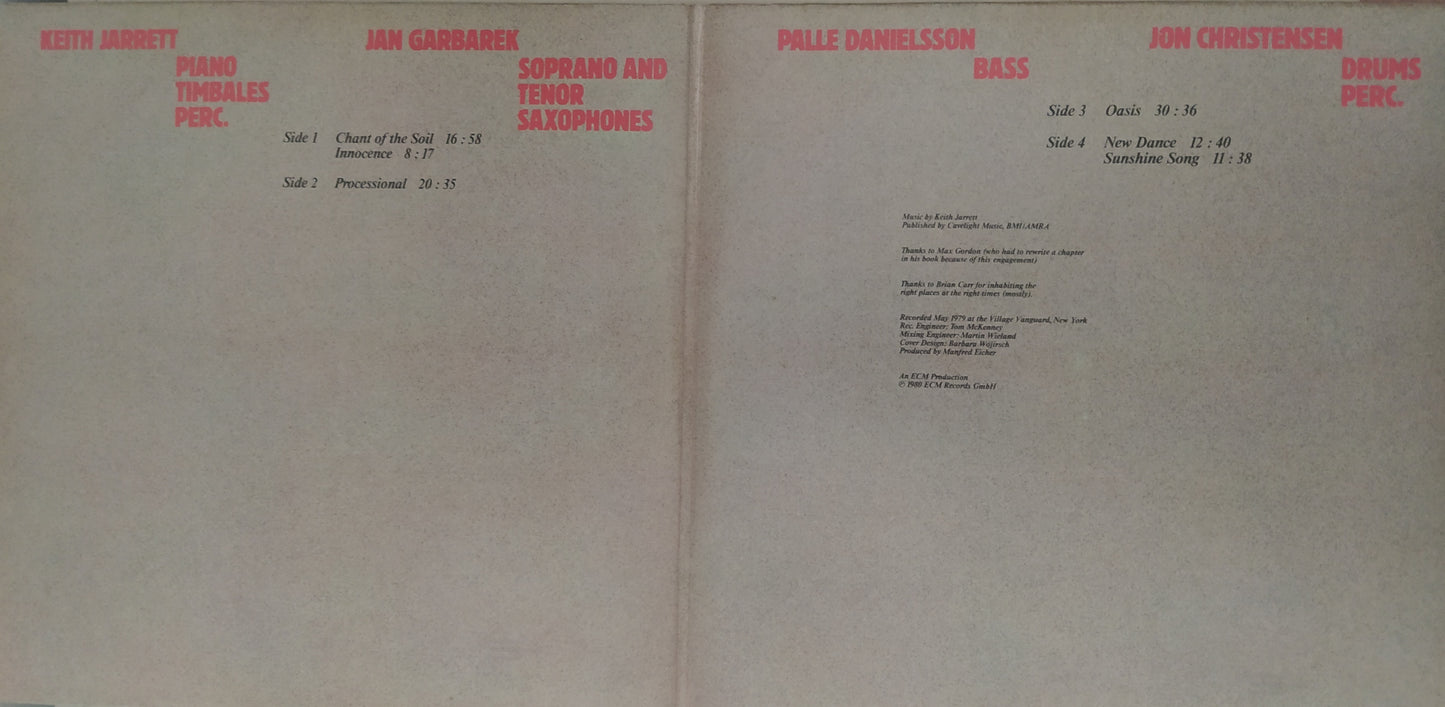 KEITH JARRETT
PIANO
TIMBALES
PERC.
JAN GARBAREK
SOPRANO AND
TENOR
SAXOPHONES
Side 1 Chant of the Soil 16 : 58
Innocence 8 : 17
Side 2 Processional 20 : 35
PALLE DANIELSSON
BASS
JON CHRISTENSEN
DRUMS
PERC.
Side 3 Oasis 30 : 36
Side 4 New Dance 12 : 40
Sunshine Song 11 : 38
Music by Keith Jarrett
Published by Cavelight Music, BMI/AMRA
Thanks to Max Gordon (who had to rewrite a chapter
in his book because of this engagement)
Thanks to Brian Carr for inhabiting the
right places at the right times (mostly).
Recorded May 1979 at the Village Vanguard, New York
Rec. Engineer: Tom McKenney
Mixing Engineer: Martin Wieland
Cover Design: Barbara Wojirsch
Produced by Manfred Eicher
An ECM Production
℗ 1980 ECM Records GmbH